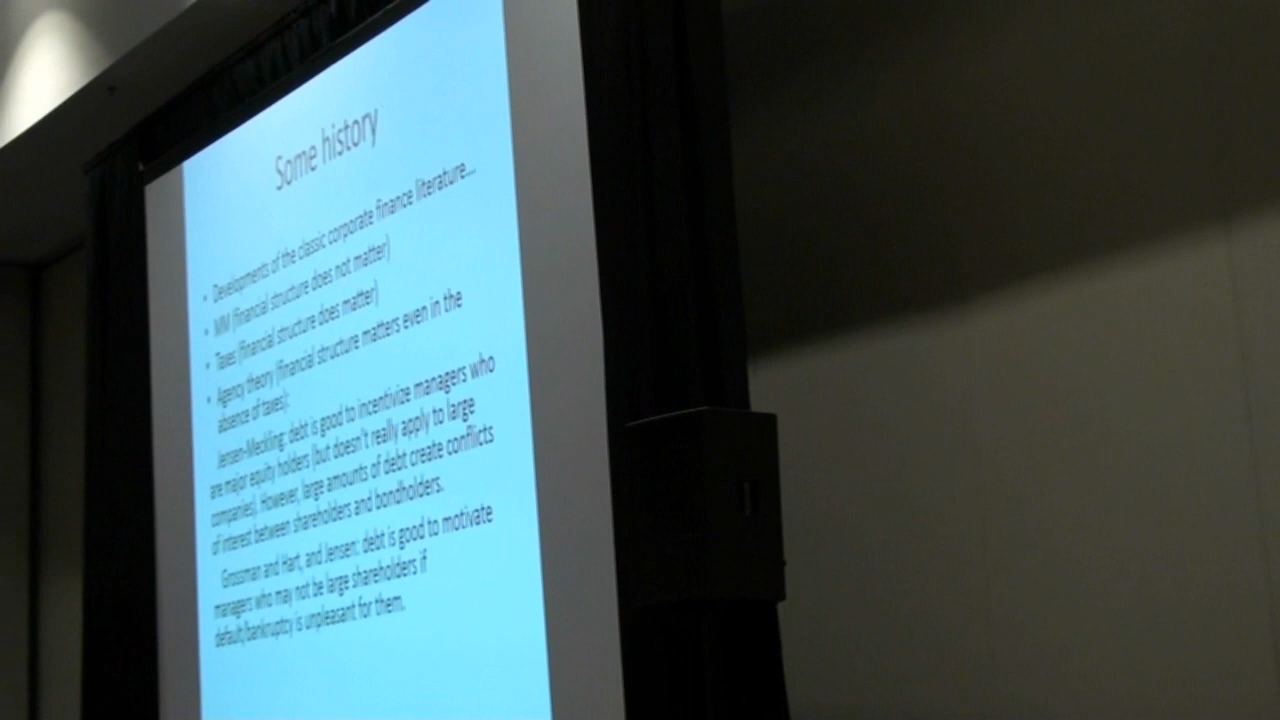 Some history
• Developments of the classic corporate finance literature...
• MM (financial structure does not matter)
• Taxes (financial structure does matter)
• Agency theory (financial structure matters even in the
absence of taxes):
Jensen-Meckling: debt is good to incentivize managers who
are major equity holders (but doesn't really apply to large
companies). However, large amounts of debt create conflicts
of interest between shareholders and bondholders.
Grossman and Hart, and Jensen: debt is good to motivate
managers who may not be large shareholders if
default/bankruptcy is unpleasant for them.